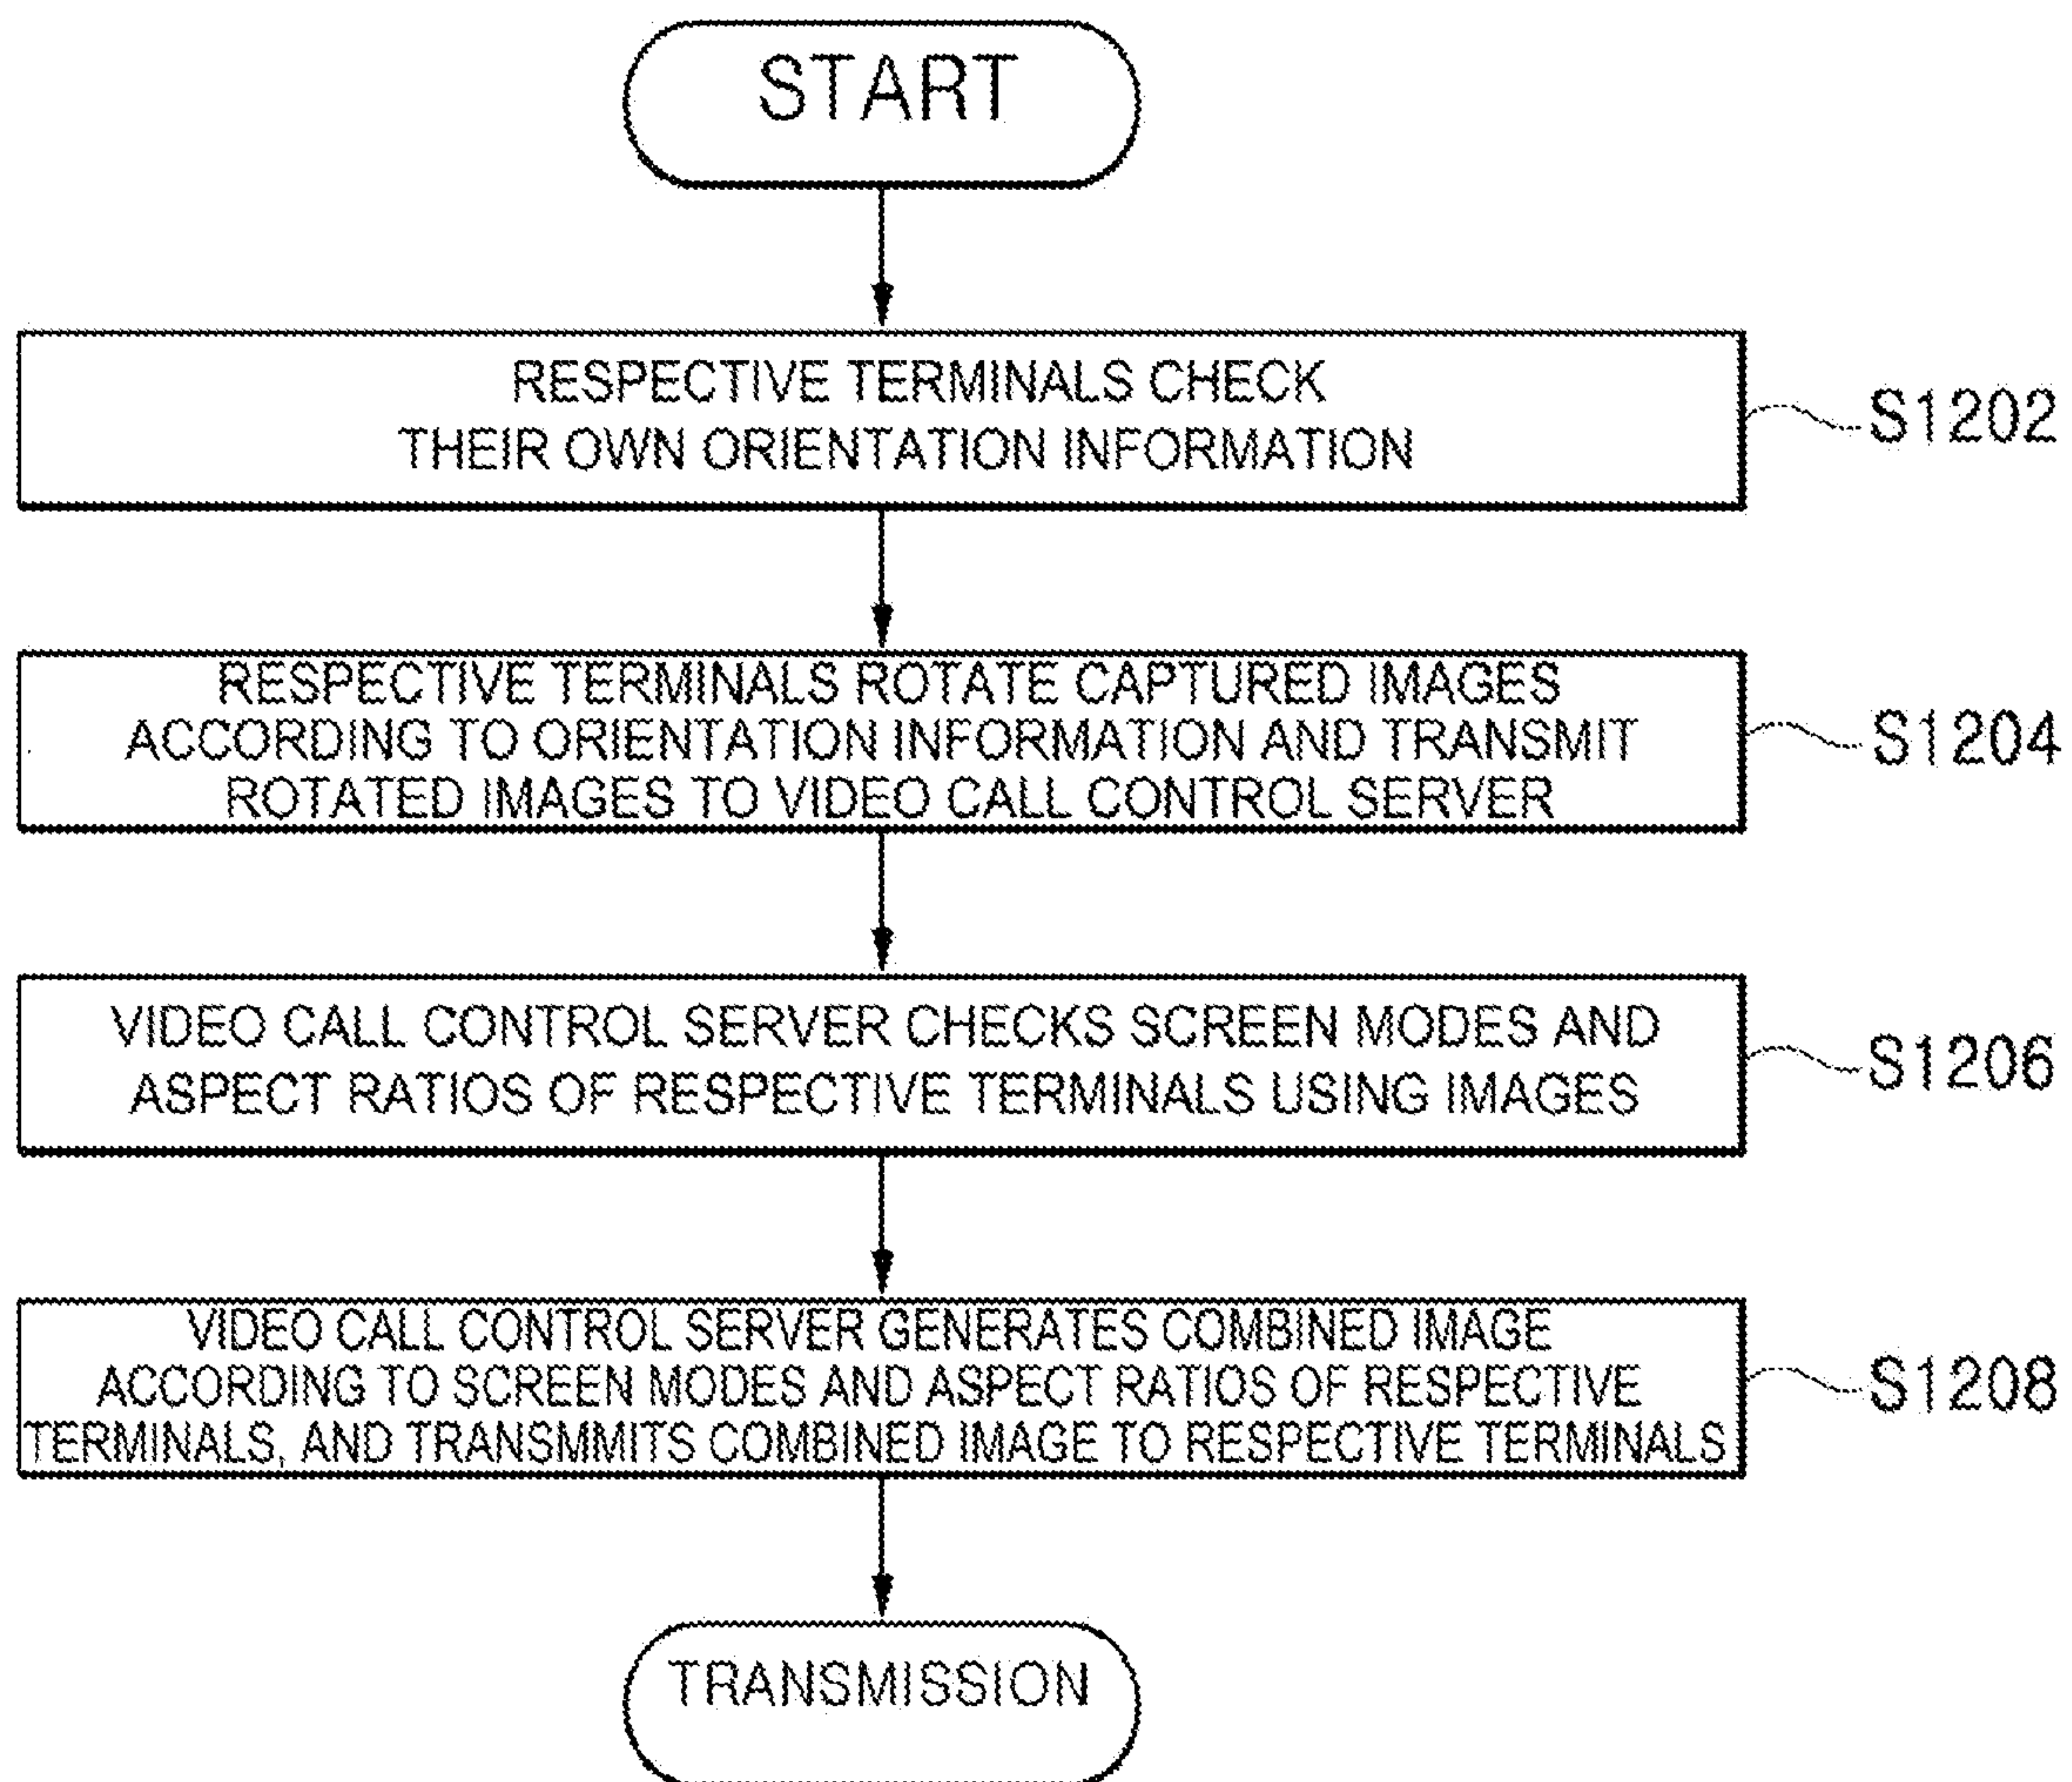 START
RESPECTIVE TERMINALS CHECK
THEIR OWN ORIENTATION INFORMATION
S1202
RESPECTIVE TERMINALS ROTATE CAPTURED IMAGES
ACCORDING TO ORIENTATION INFORMATION AND TRANSMIT
ROTATED IMAGES TO VIDEO CALL CONTROL SERVER
S1204
VIDEO CALL CONTROL SERVER CHECKS SCREEN MODES AND
ASPECT RATIOS OF RESPECTIVE TERMINALS USING IMAGES
S1206
VIDEO CALL CONTROL SERVER GENERATES COMBINED IMAGE
ACCORDING TO SCREEN MODES AND ASPECT RATIOS OF RESPECTIVE
TERMINALS, AND TRANSMMITS COMBINED IMAGE TO RESPECTIVE TERMINALS
S1208
TRANSMISSION